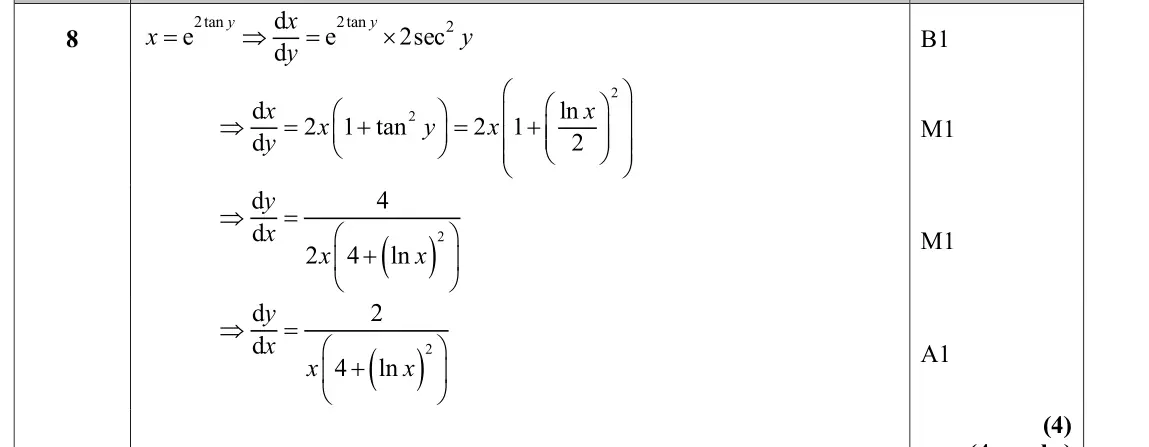 8 x = e^(2 tan y) ⇒ dx/dy = e^(2 tan y) × 2sec² y B1
⇒ dx/dy = 2x(1 + tan² y) = 2x(1 + (ln x / 2)²) M1
⇒ dy/dx = 4 / (2x(4 + (ln x)²)) M1
⇒ dy/dx = 2 / (x(4 + (ln x)²)) A1
(4)